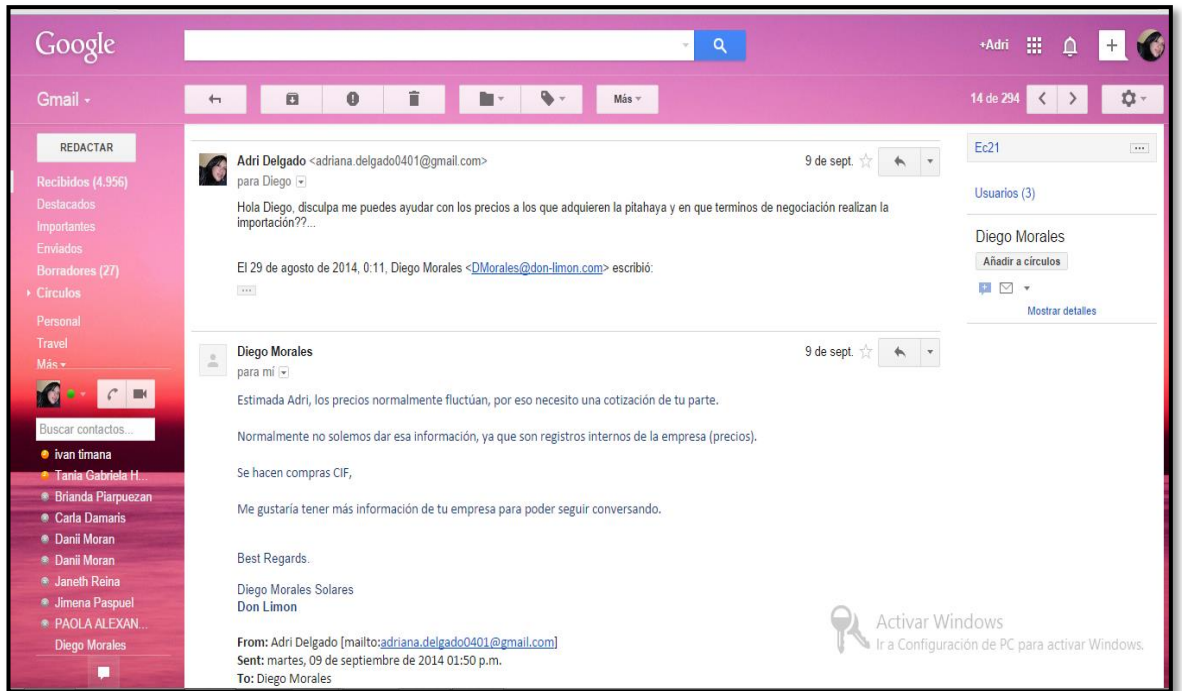 Google
+Adri
Gmail
Más
14 de 294
REDACTAR
Recibidos (4.956)
Destacados
Importantes
Enviados
Borradores (27)
Círculos
Personal
Travel
Más
Buscar contactos...
ivan timana
Tania Gabriela H...
Brianda Piarpuezan
Carla Damaris
Danii Moran
Danii Moran
Janeth Reina
Jimena Paspuel
PAOLA ALEXAN...
Diego Morales
Adri Delgado <adriana.delgado0401@gmail.com>
9 de sept.
para Diego
Hola Diego, disculpa me puedes ayudar con los precios a los que adquieren la pitahaya y en que terminos de negociación realizan la
importación??...
El 29 de agosto de 2014, 0:11, Diego Morales <DMorales@don-limon.com> escribió:
...
Diego Morales
9 de sept.
para mí
Estimada Adri, los precios normalmente fluctúan, por eso necesito una cotización de tu parte.
Normalmente no solemos dar esa información, ya que son registros internos de la empresa (precios).
Se hacen compras CIF,
Me gustaría tener más información de tu empresa para poder seguir conversando.
Best Regards.
Diego Morales Solares
Don Limon
From: Adri Delgado [mailto:adriana.delgado0401@gmail.com]
Sent: martes, 09 de septiembre de 2014 01:50 p.m.
To: Diego Morales
Ec21
...
Usuarios (3)
Diego Morales
Añadir a círculos
Mostrar detalles
Activar Windows
Ir a Configuración de PC para activar Windows.